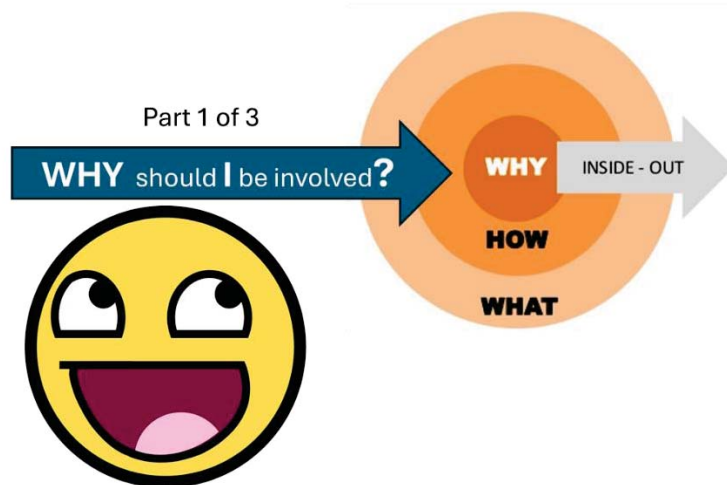 Part 1 of 3
WHY should I be involved?
WHY
INSIDE - OUT
HOW
WHAT